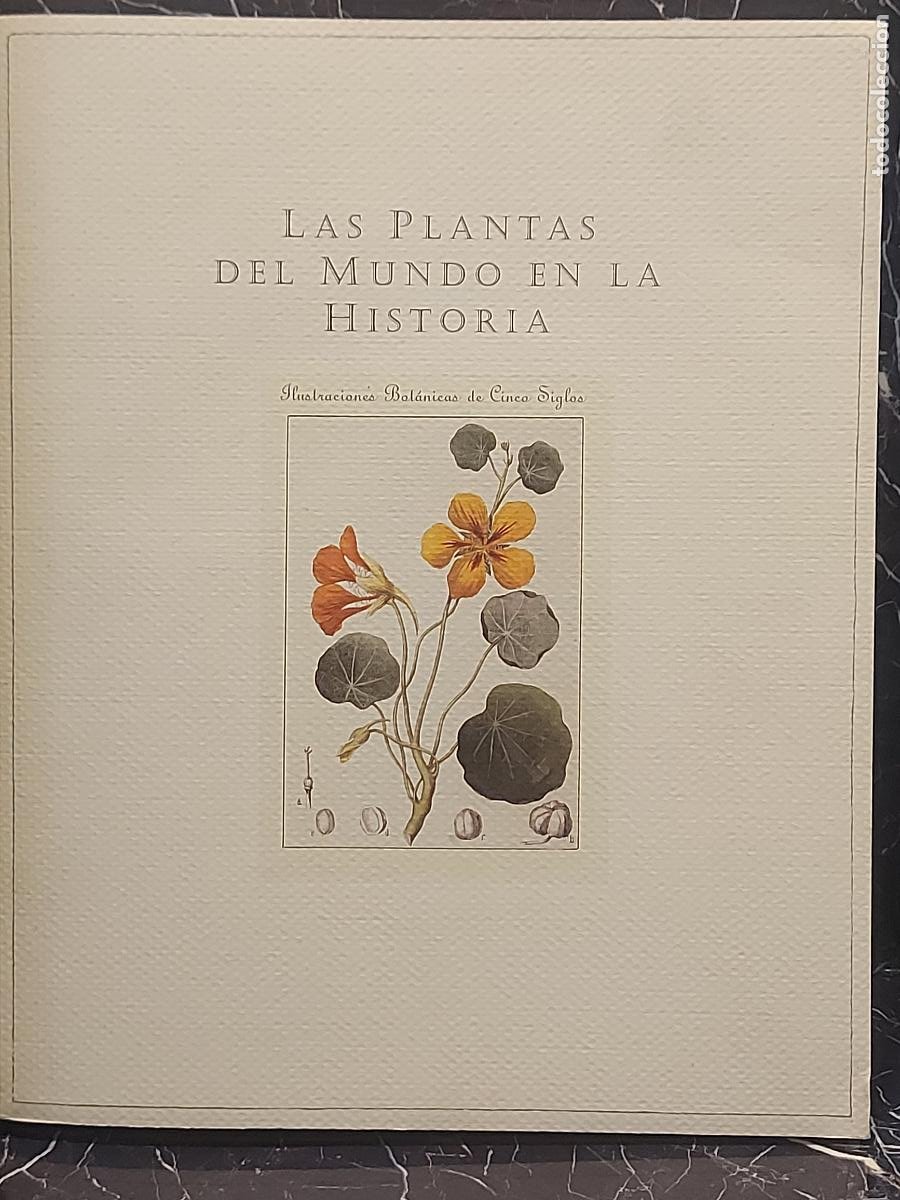 LAS PLANTAS
DEL MUNDO EN LA
HISTORIA
Ilustraciones Botánicas de Cinco Siglos
todocoleccion